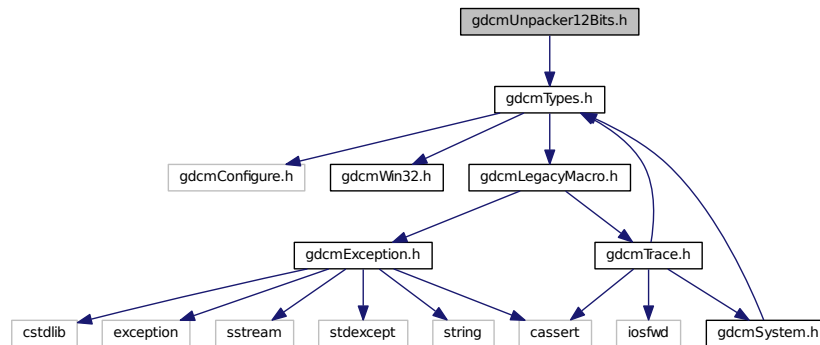 gdcmUnpacker12Bits.h
gdcmTypes.h
gdcmConfigure.h
gdcmWin32.h
gdcmLegacyMacro.h
gdcmException.h
gdcmTrace.h
cstdlib
exception
sstream
stdexcept
string
cassert
iosfwd
gdcmSystem.h